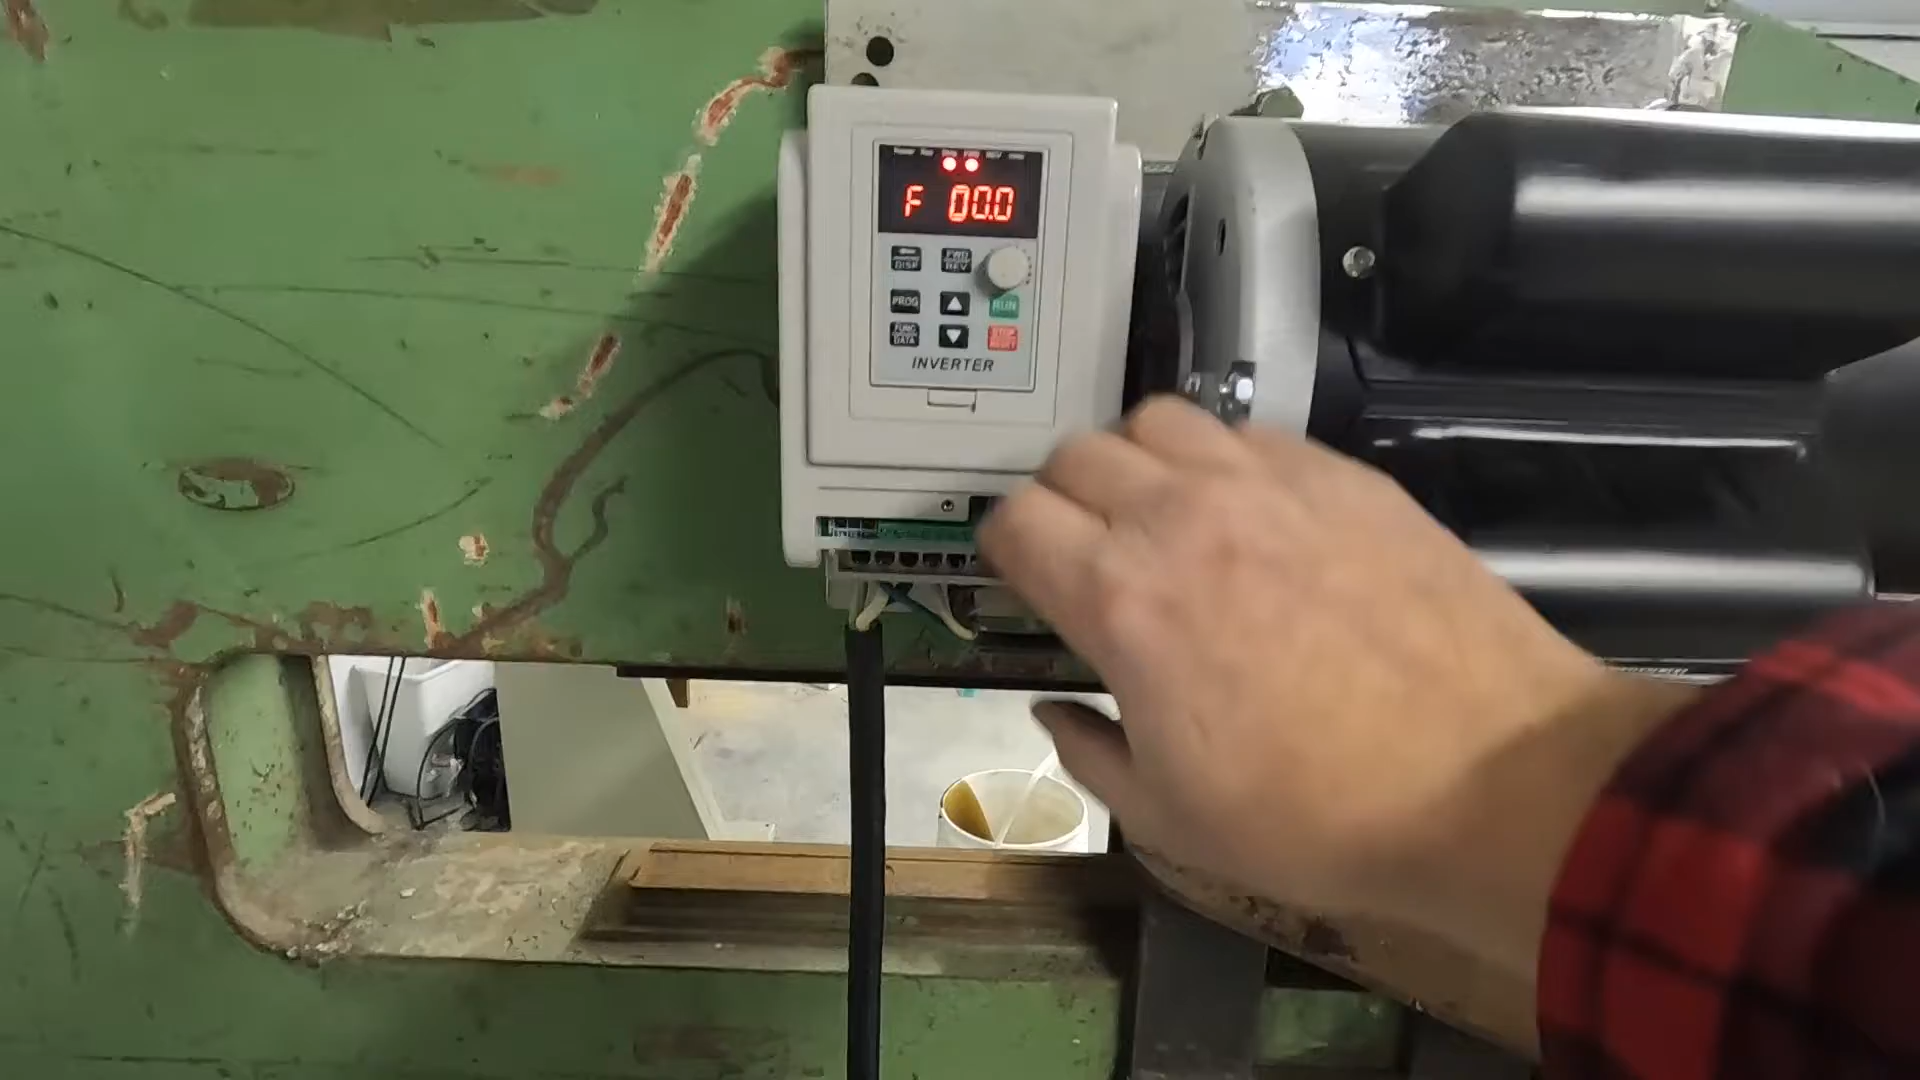 F 00.0
DISP
FWD
REV
PROG
RUN
FUNC
DATA
STOP
RESET
INVERTER